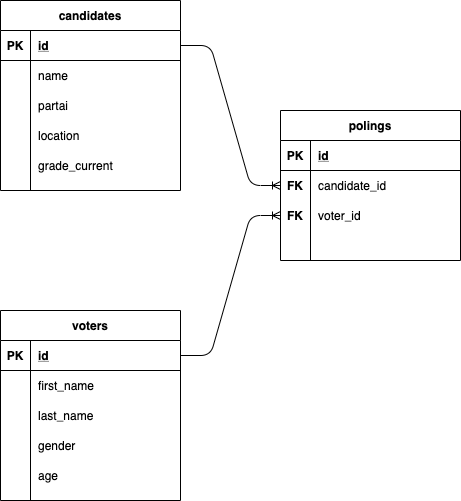 candidates
PK id
name
partai
location
grade_current
polings
PK id
FK candidate_id
FK voter_id
voters
PK id
first_name
last_name
gender
age